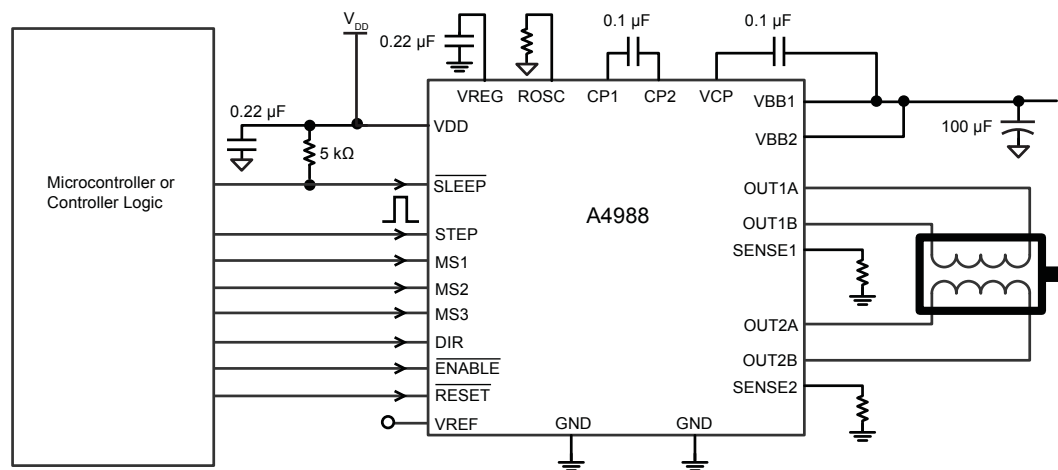 V_DD
0.22 µF
0.1 µF
0.1 µF
0.22 µF
VREG
ROSC
CP1
CP2
VCP
VBB1
VDD
VBB2
100 µF
5 kΩ
Microcontroller or
Controller Logic
SLEEP
OUT1A
A4988
OUT1B
STEP
SENSE1
MS1
MS2
MS3
OUT2A
DIR
OUT2B
ENABLE
SENSE2
RESET
VREF
GND
GND